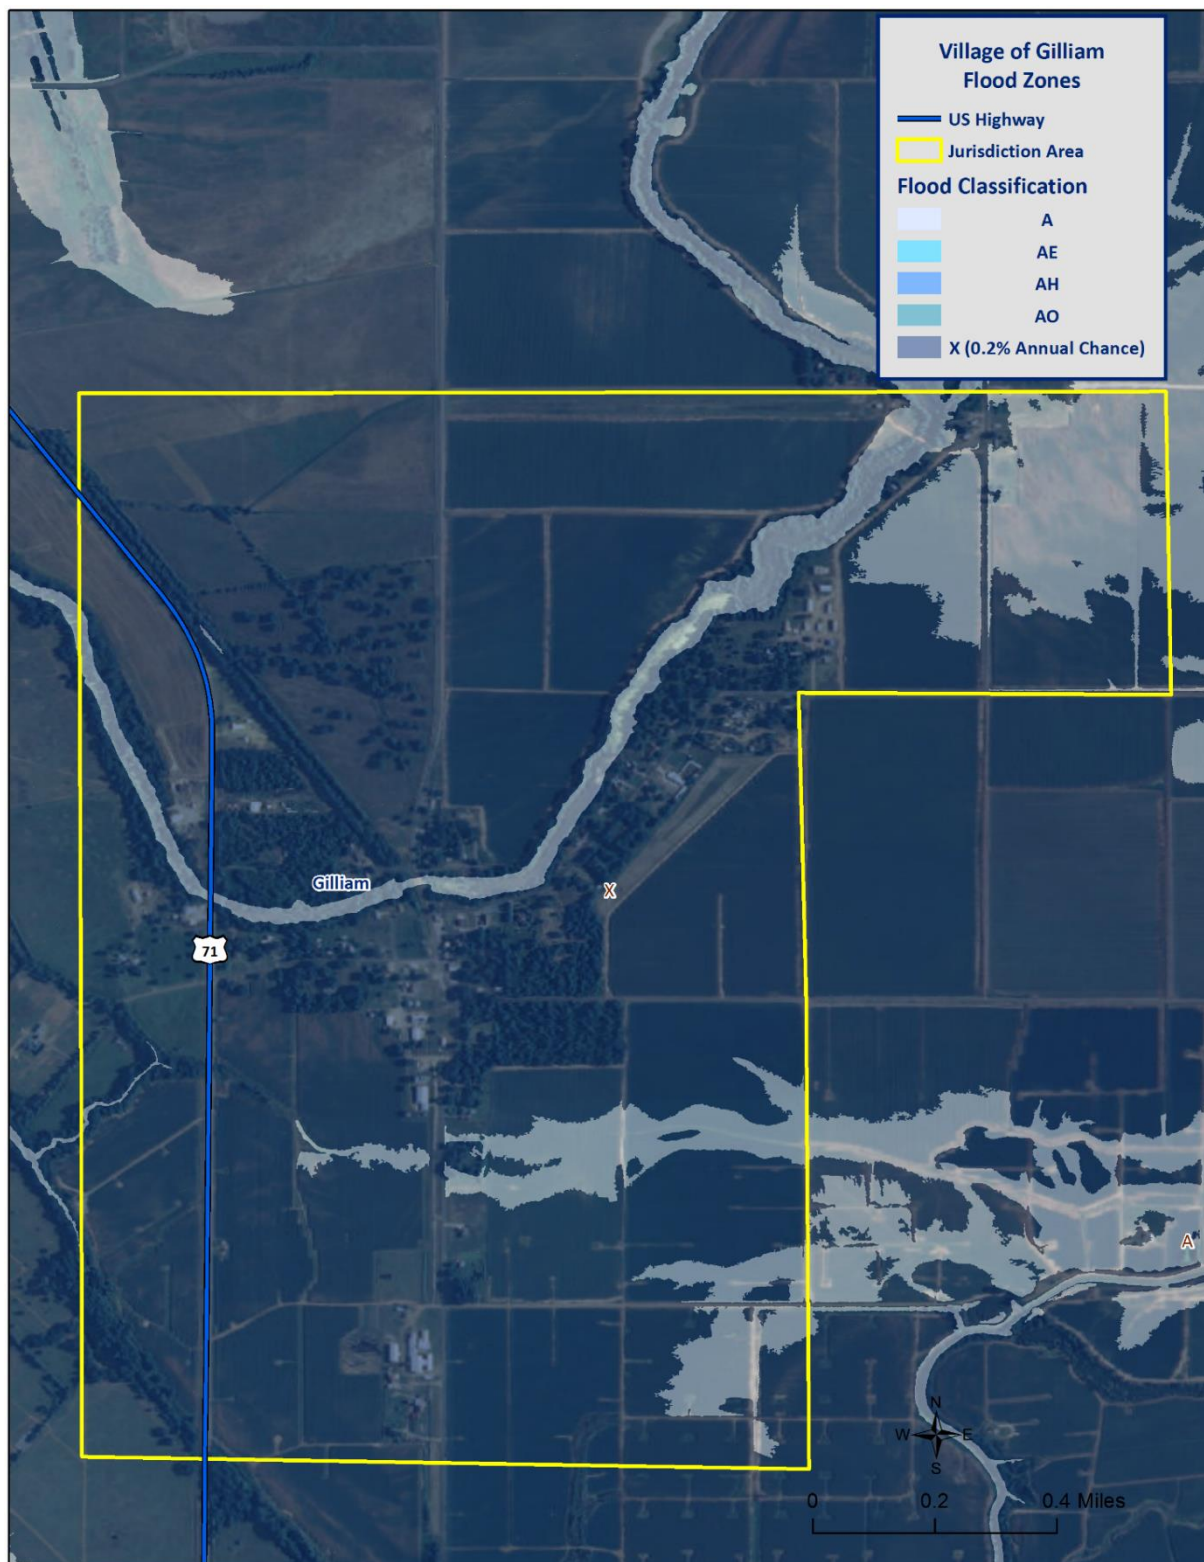 Village of Gilliam
Flood Zones
US Highway
Jurisdiction Area
Flood Classification
A
AE
AH
AO
X (0.2% Annual Chance)
Gilliam
X
71
A
N
W E
S
0 0.2 0.4 Miles